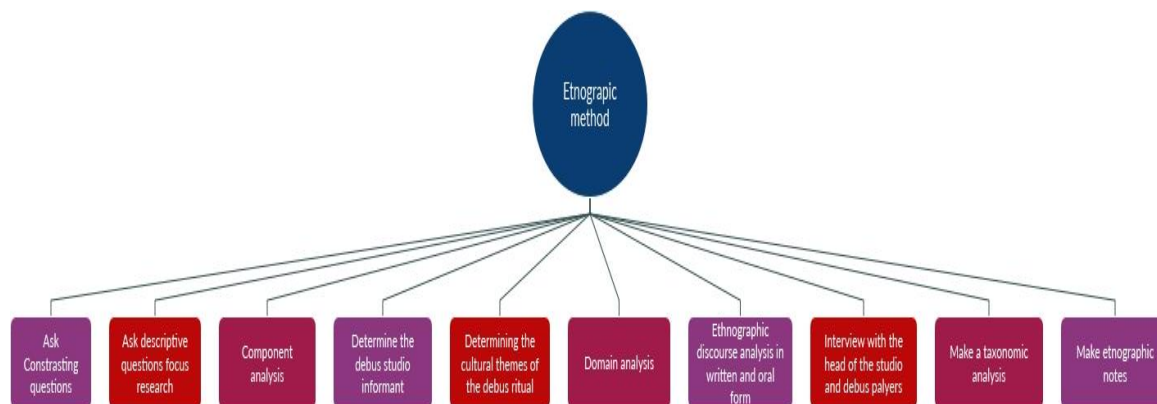 Etnograpic
method
Ask
Constrasting
questions
Ask descriptive
questions focus
research
Component
analysis
Determine the
debus studio
informant
Determining the
cultural themes of
the debus ritual
Domain analysis
Ethnographic
discourse analysis in
written and oral
form
Interview with the
head of the studio
and debus palyers
Make a taxonomic
analysis
Make etnographic
notes